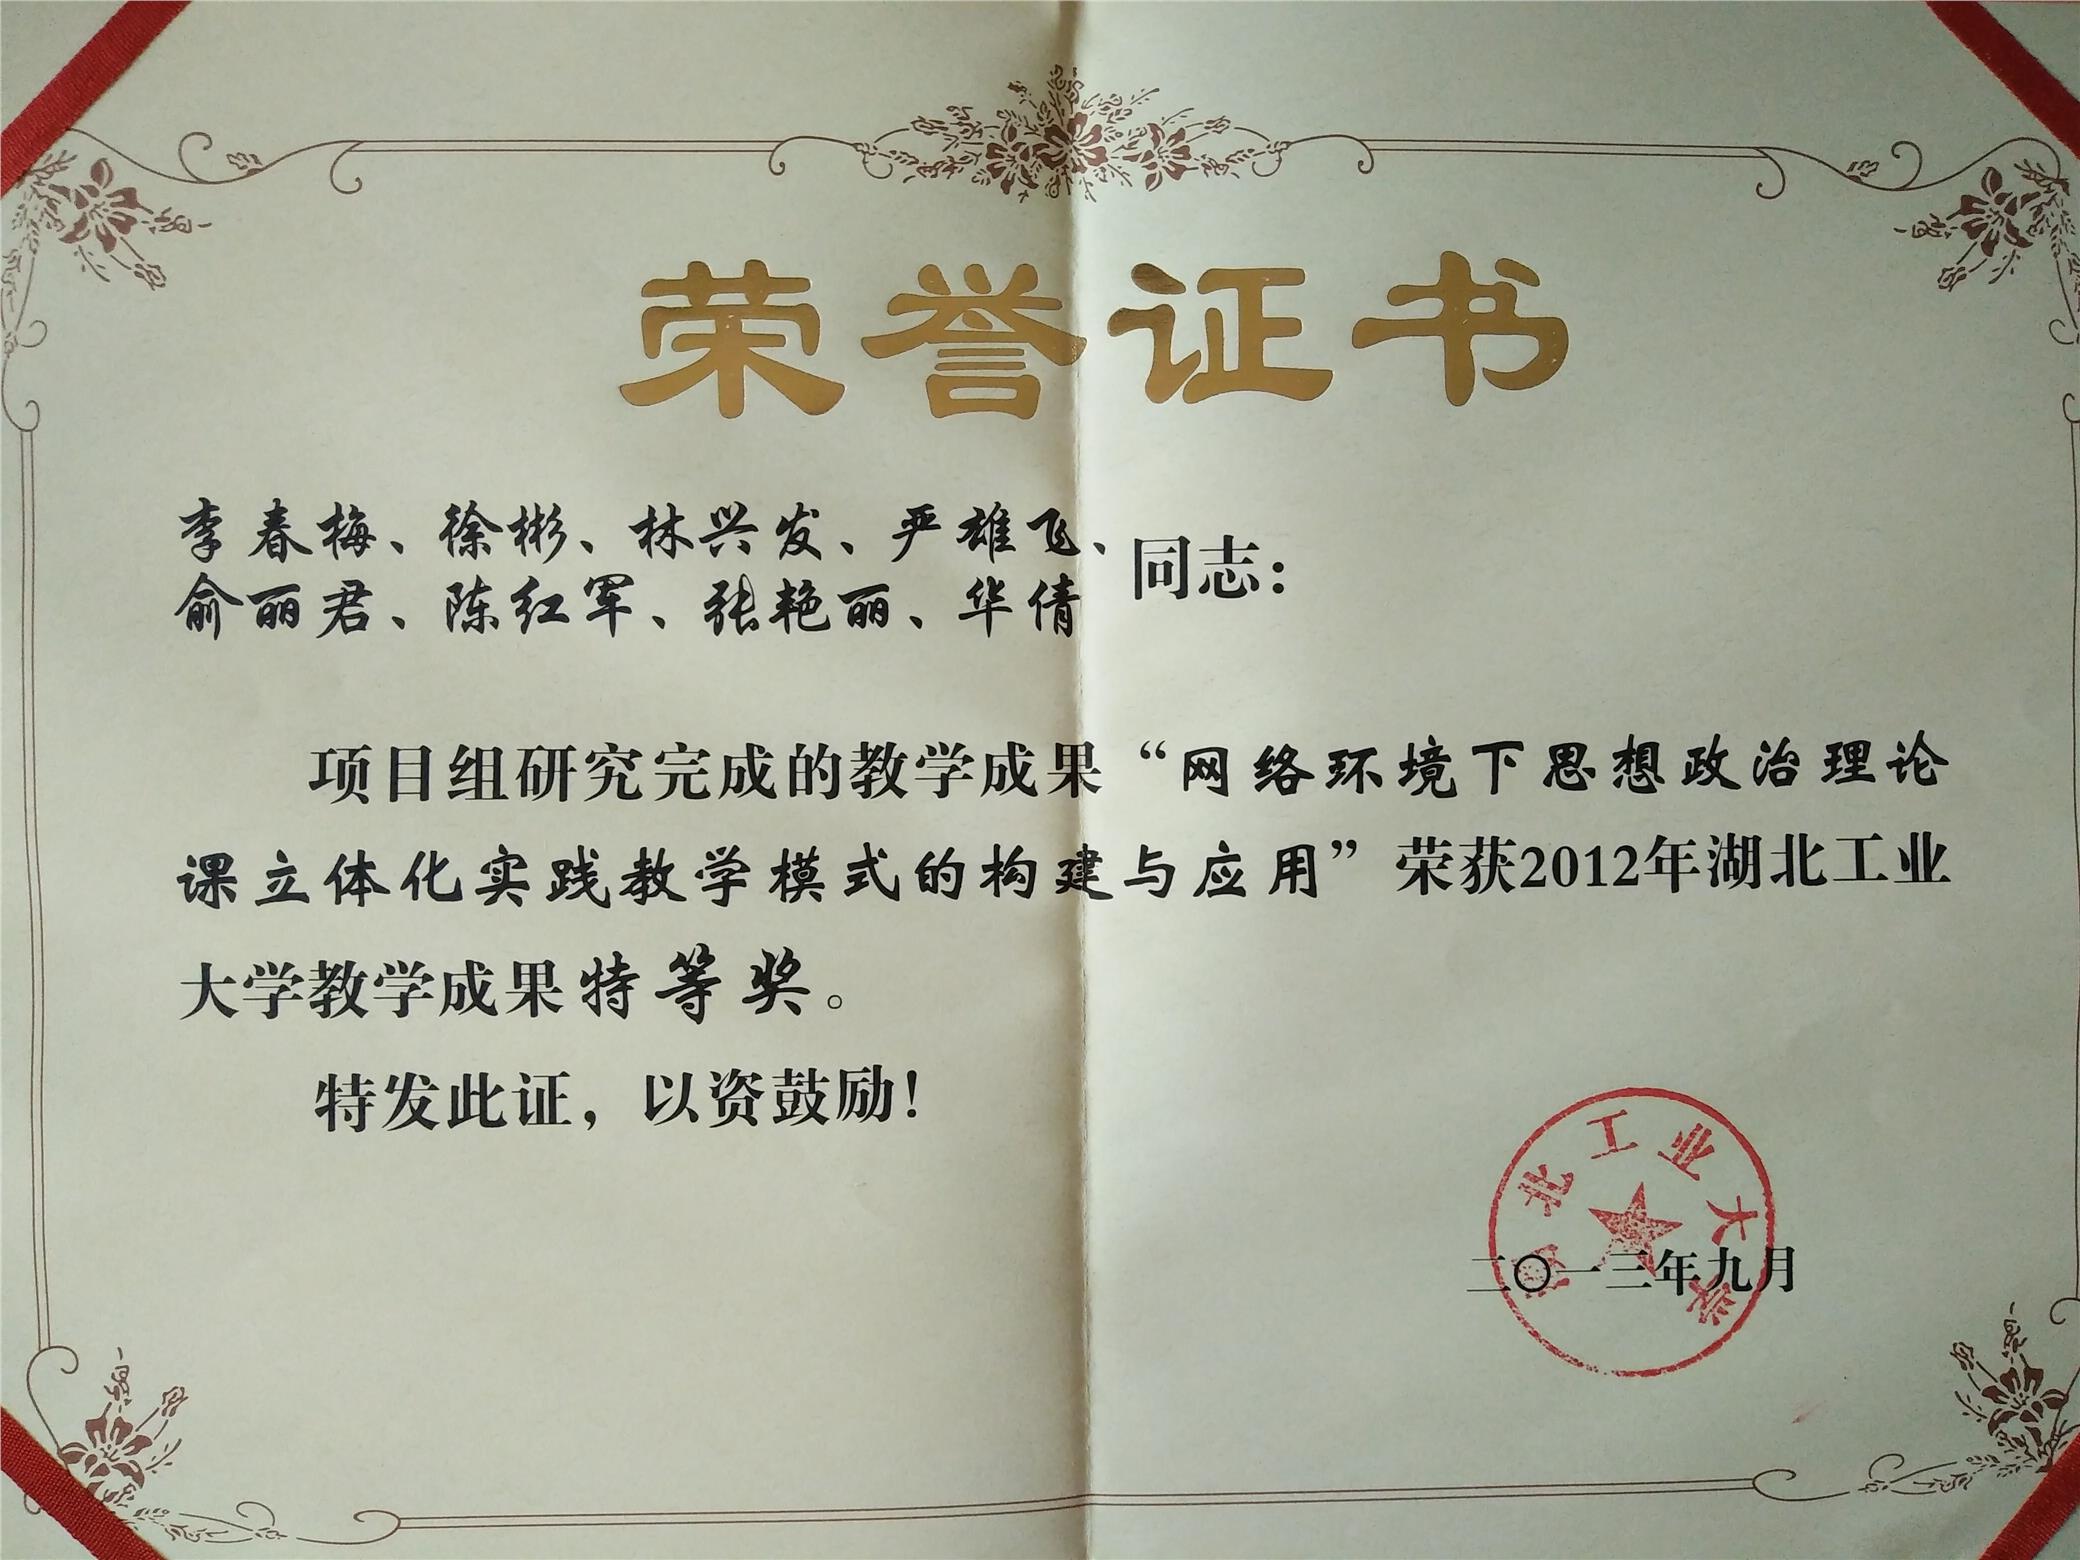 荣誉证书
李春梅、徐彬、林兴发、严雄飞、
俞丽君、陈红军、张艳丽、华倩
同志：
项目组研究完成的教学成果“网络环境下思想政治理论
课立体化实践教学模式的构建与应用”荣获2012年湖北工业
大学教学成果特等奖。
特发此证，以资鼓励！
湖北工业大学
二〇一三年九月